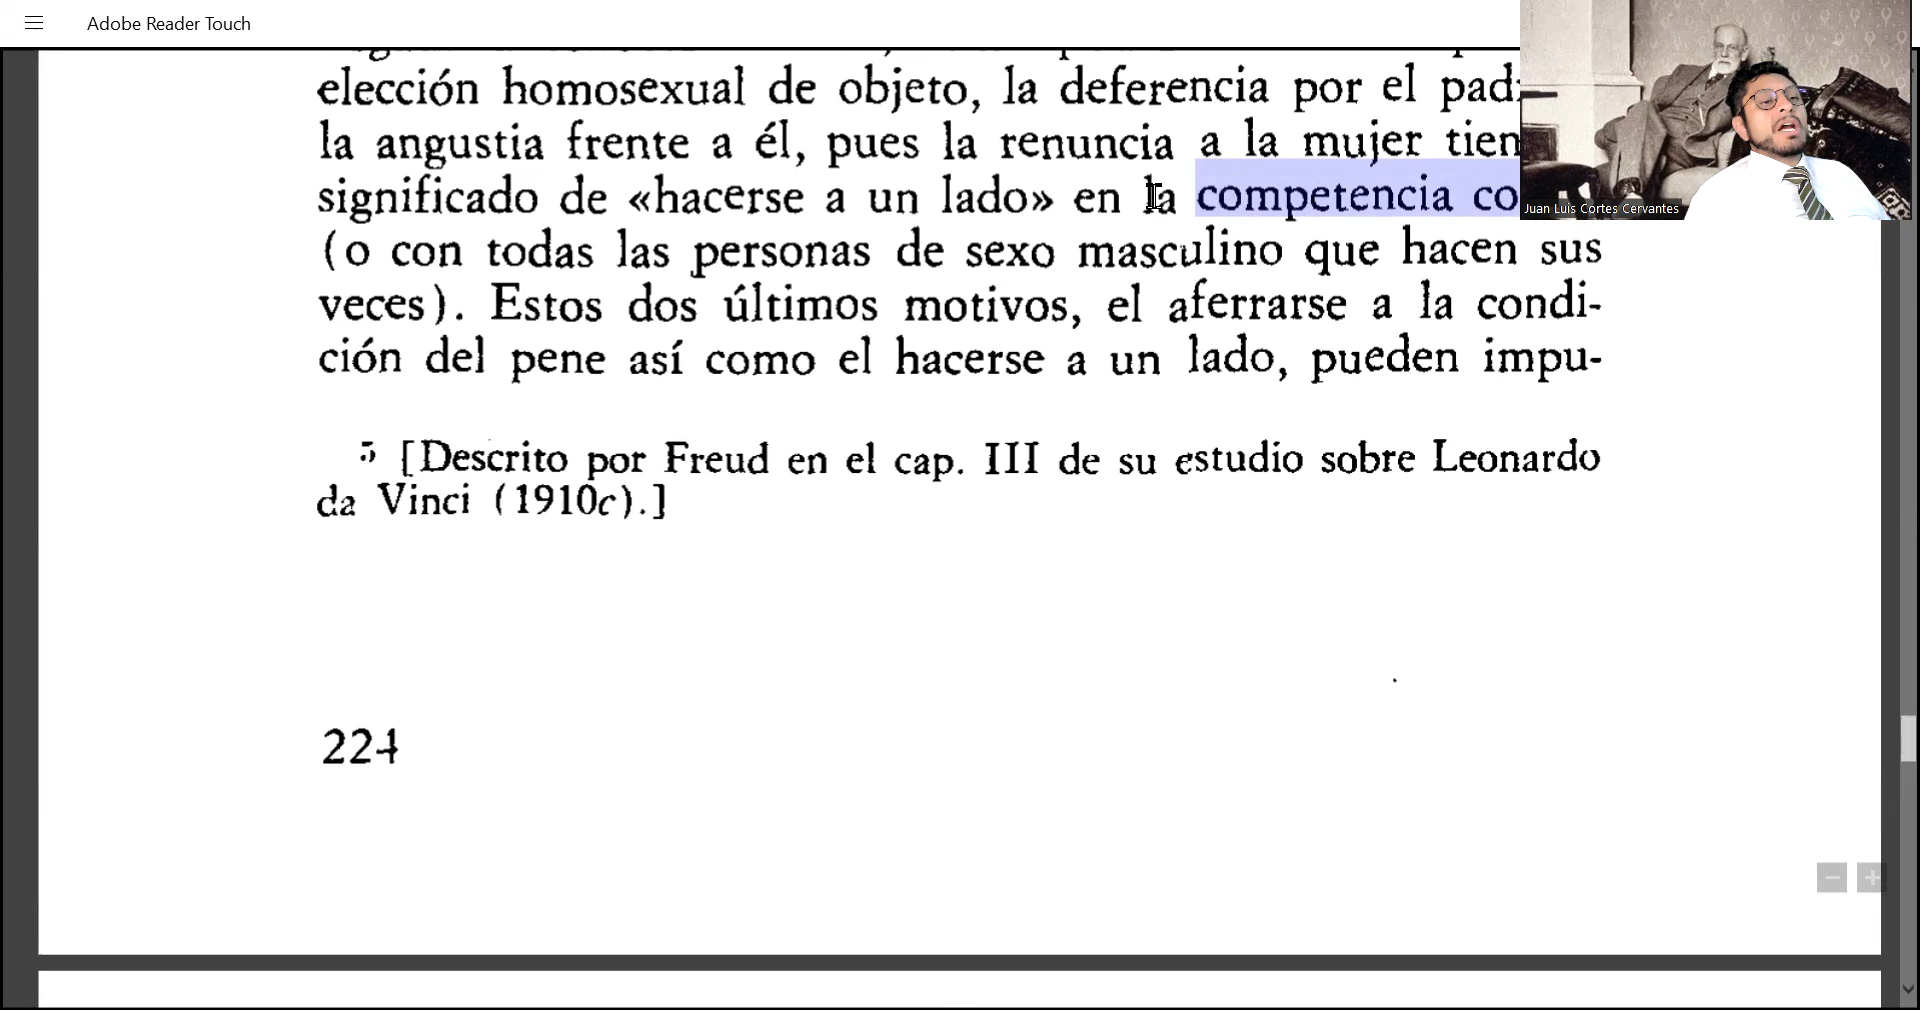 Adobe Reader Touch
elección homosexual de objeto, la deferencia por el
la angustia frente a él, pues la renuncia a la mujer
significado de «hacerse a un lado» en la competencia
(o con todas las personas de sexo masculino que hacen sus
veces). Estos dos últimos motivos, el aferrarse a la condi-
ción del pene así como el hacerse a un lado, pueden impu-
5 [Descrito por Freud en el cap. III de su estudio sobre Leonardo
da Vinci (1910c).]
224
Juan Luis Cortes Cervantes